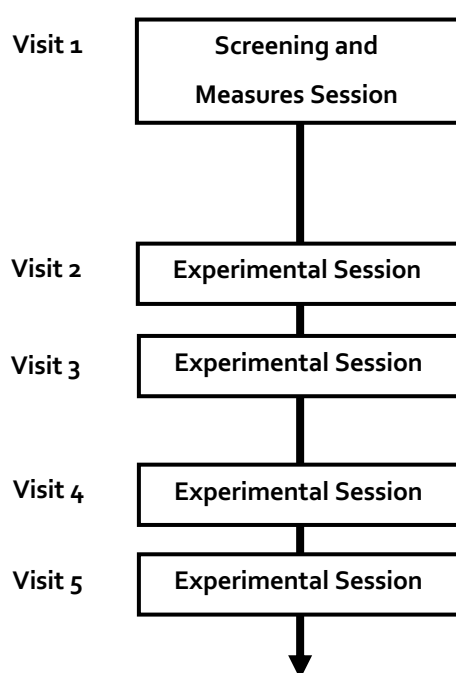 Visit 1
Screening and
Measures Session
Visit 2
Experimental Session
Visit 3
Experimental Session
Visit 4
Experimental Session
Visit 5
Experimental Session